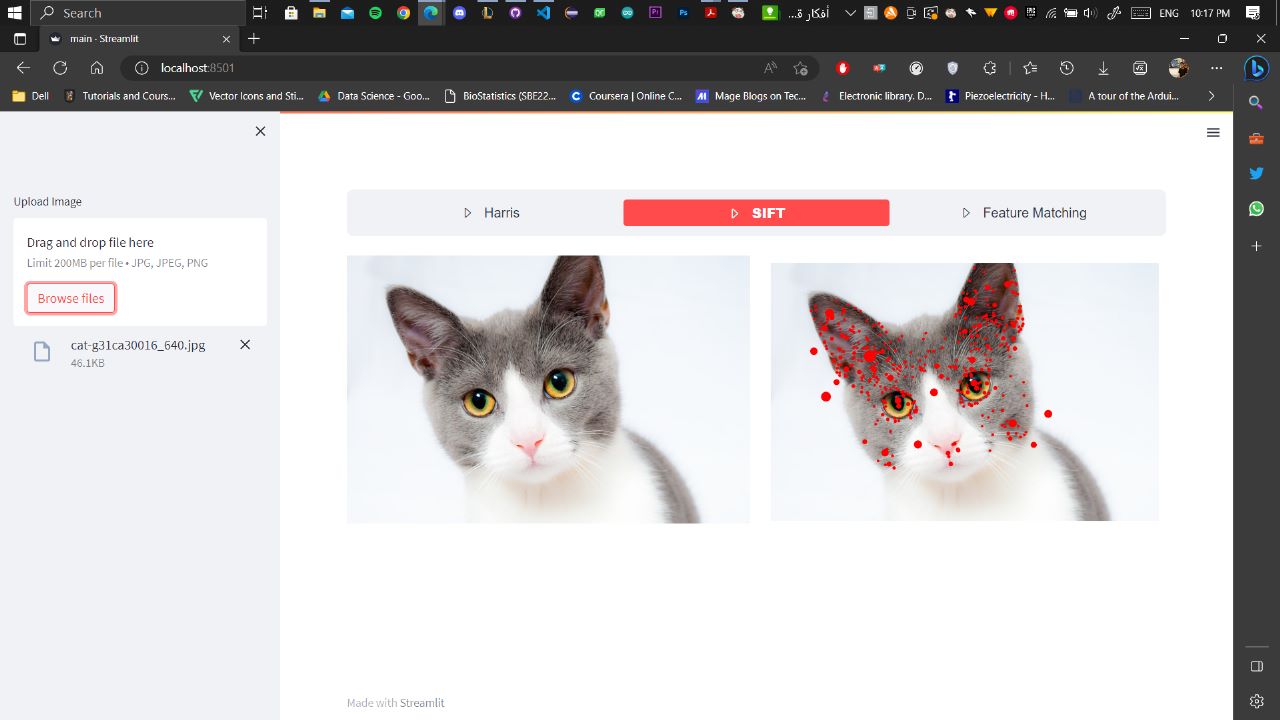 Search
أفكار و...
ENG 10:17 PM
main - Streamlit
localhost:8501
Dell
Tutorials and Cours...
Vector Icons and Sti...
Data Science - Goo...
BioStatistics (SBE22...
Coursera | Online C...
Mage Blogs on Tec...
Electronic library. D...
Piezoelectricity - H...
A tour of the Ardui...
Upload Image
Drag and drop file here
Limit 200MB per file • JPG, JPEG, PNG
Browse files
cat-g31ca30016_640.jpg
46.1KB
Harris
SIFT
Feature Matching
Made with Streamlit